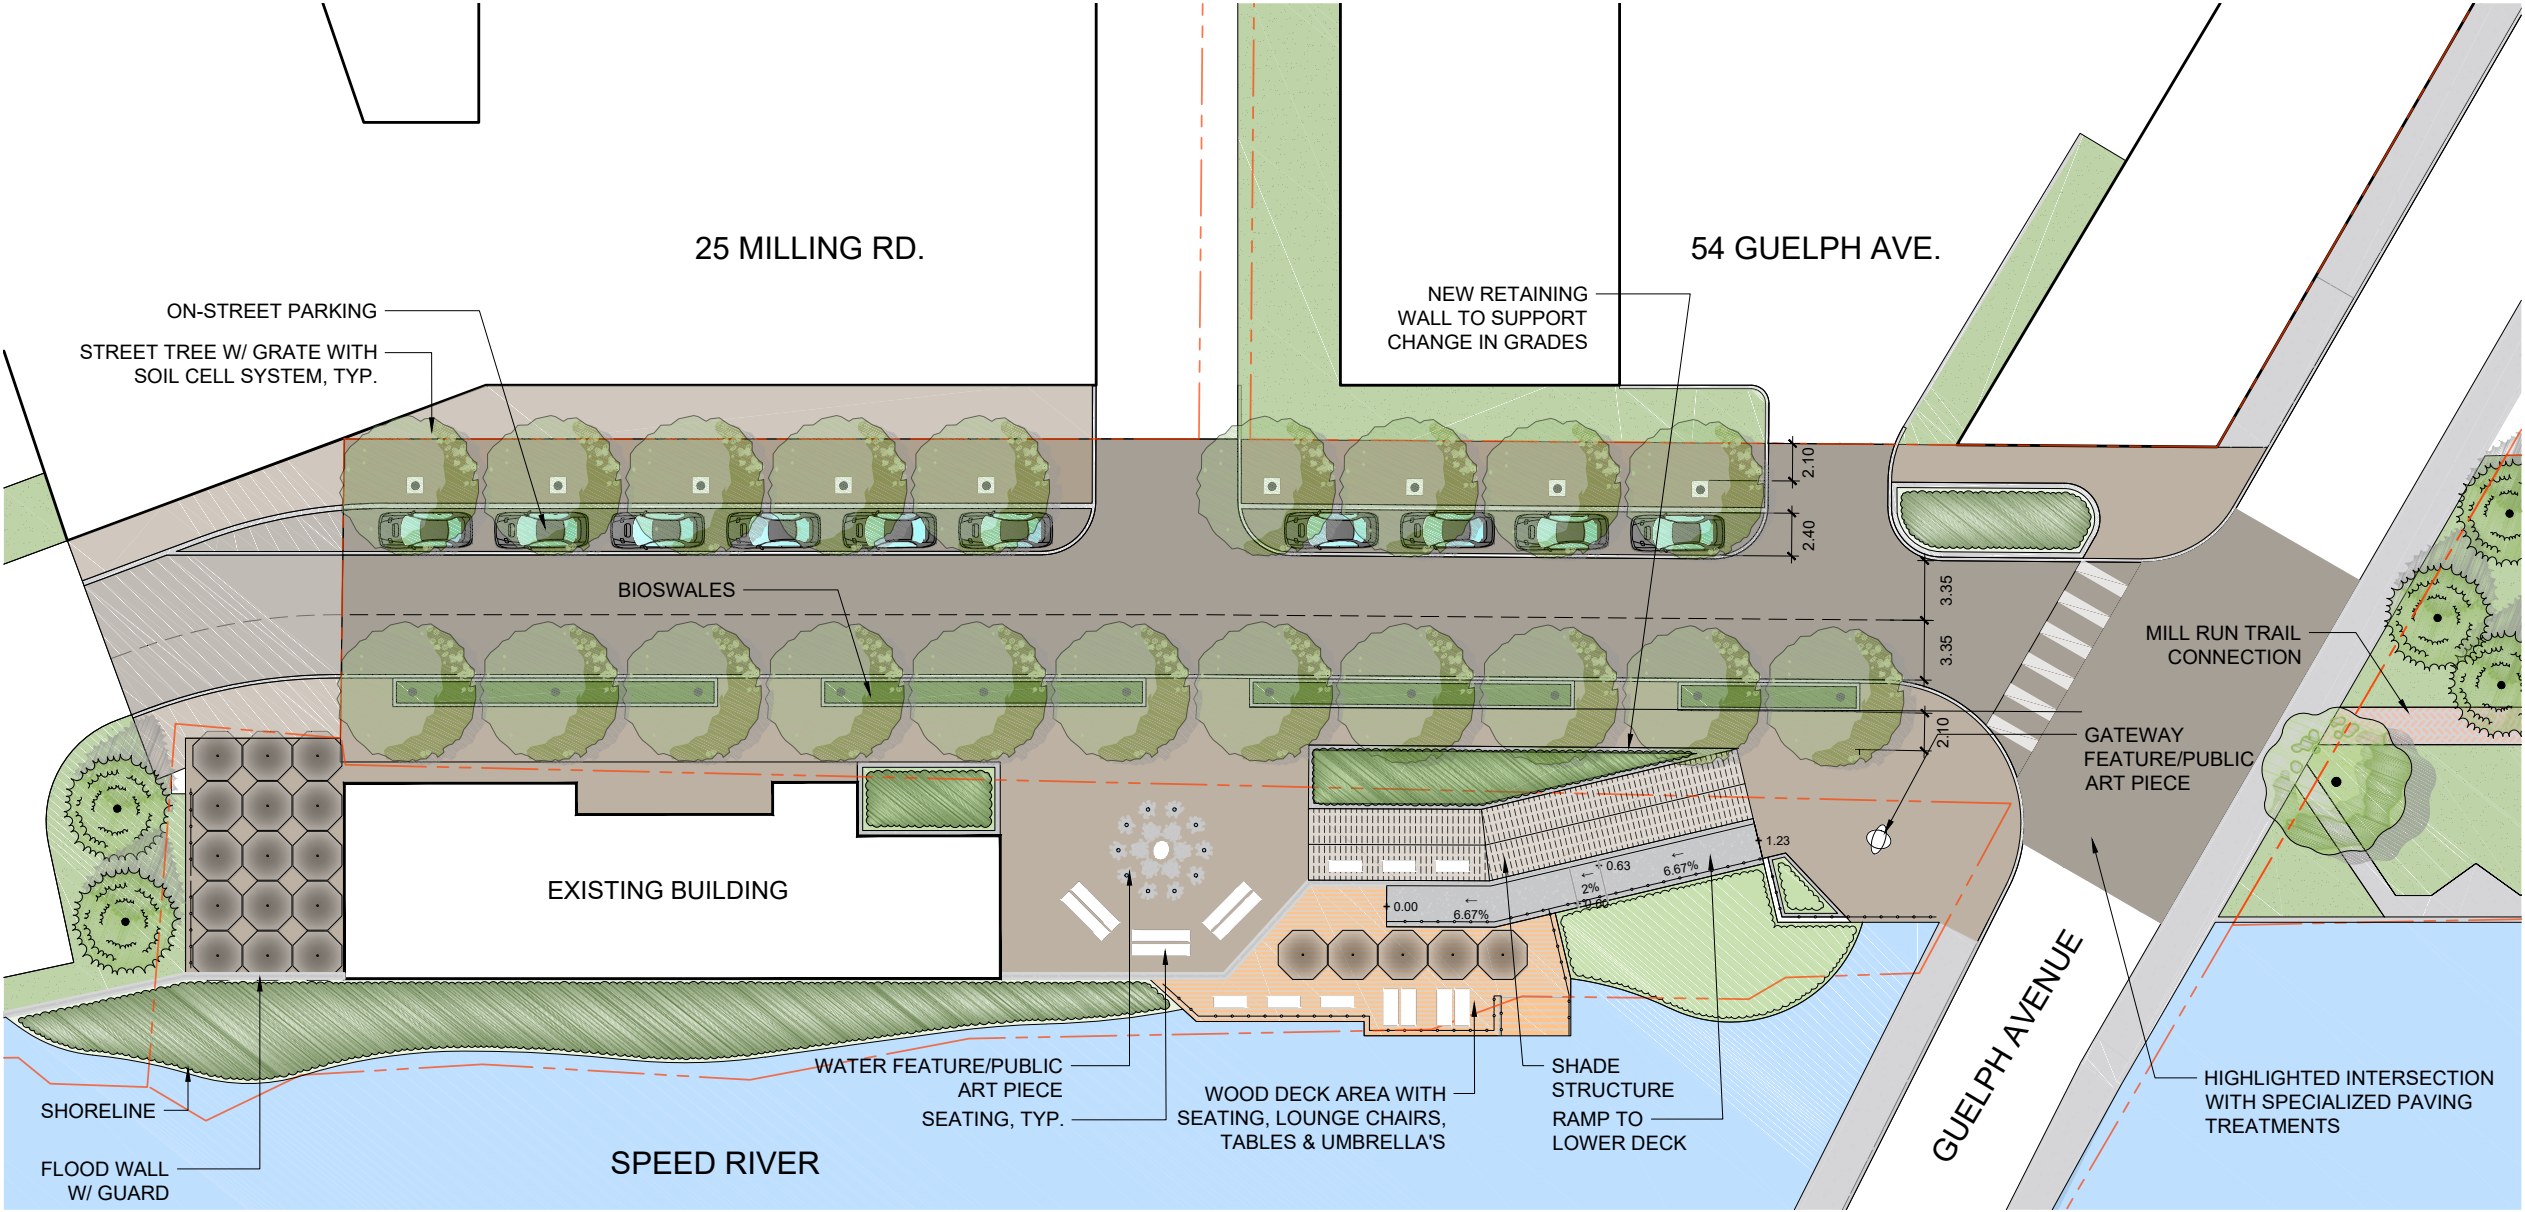 25 MILLING RD.
54 GUELPH AVE.
ON-STREET PARKING
STREET TREE W/ GRATE WITH
SOIL CELL SYSTEM, TYP.
NEW RETAINING
WALL TO SUPPORT
CHANGE IN GRADES
2.10
2.40
BIOSWALES
3.35
3.35
2.10
MILL RUN TRAIL
CONNECTION
GATEWAY
FEATURE/PUBLIC
ART PIECE
EXISTING BUILDING
1.23
0.63
6.67%
2%
0.60
0.00
6.67%
WATER FEATURE/PUBLIC
ART PIECE
SEATING, TYP.
WOOD DECK AREA WITH
SEATING, LOUNGE CHAIRS,
TABLES & UMBRELLA'S
SHADE
STRUCTURE
RAMP TO
LOWER DECK
GUELPH AVENUE
HIGHLIGHTED INTERSECTION
WITH SPECIALIZED PAVING
TREATMENTS
SHORELINE
FLOOD WALL
W/ GUARD
SPEED RIVER